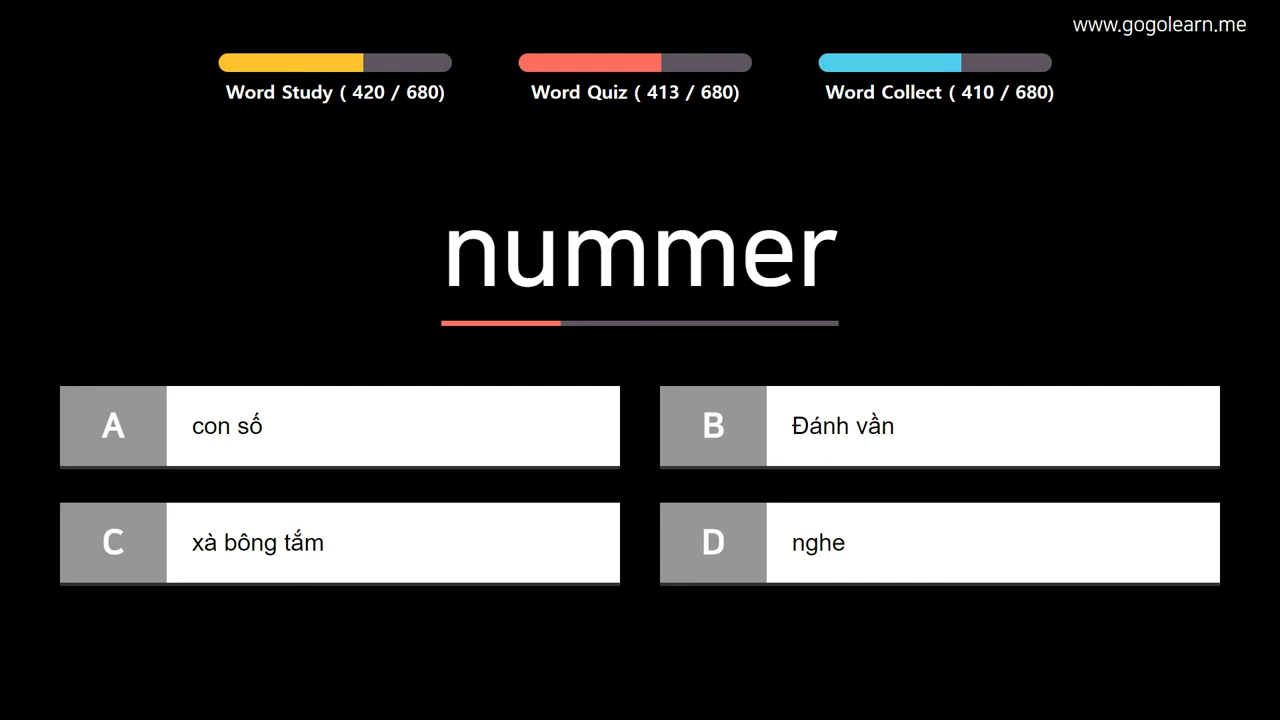 www.gogolearn.me
Word Study ( 420 / 680)
Word Quiz ( 413 / 680)
Word Collect ( 410 / 680)
nummer
A con số
B Đánh vần
C xà bông tắm
D nghe